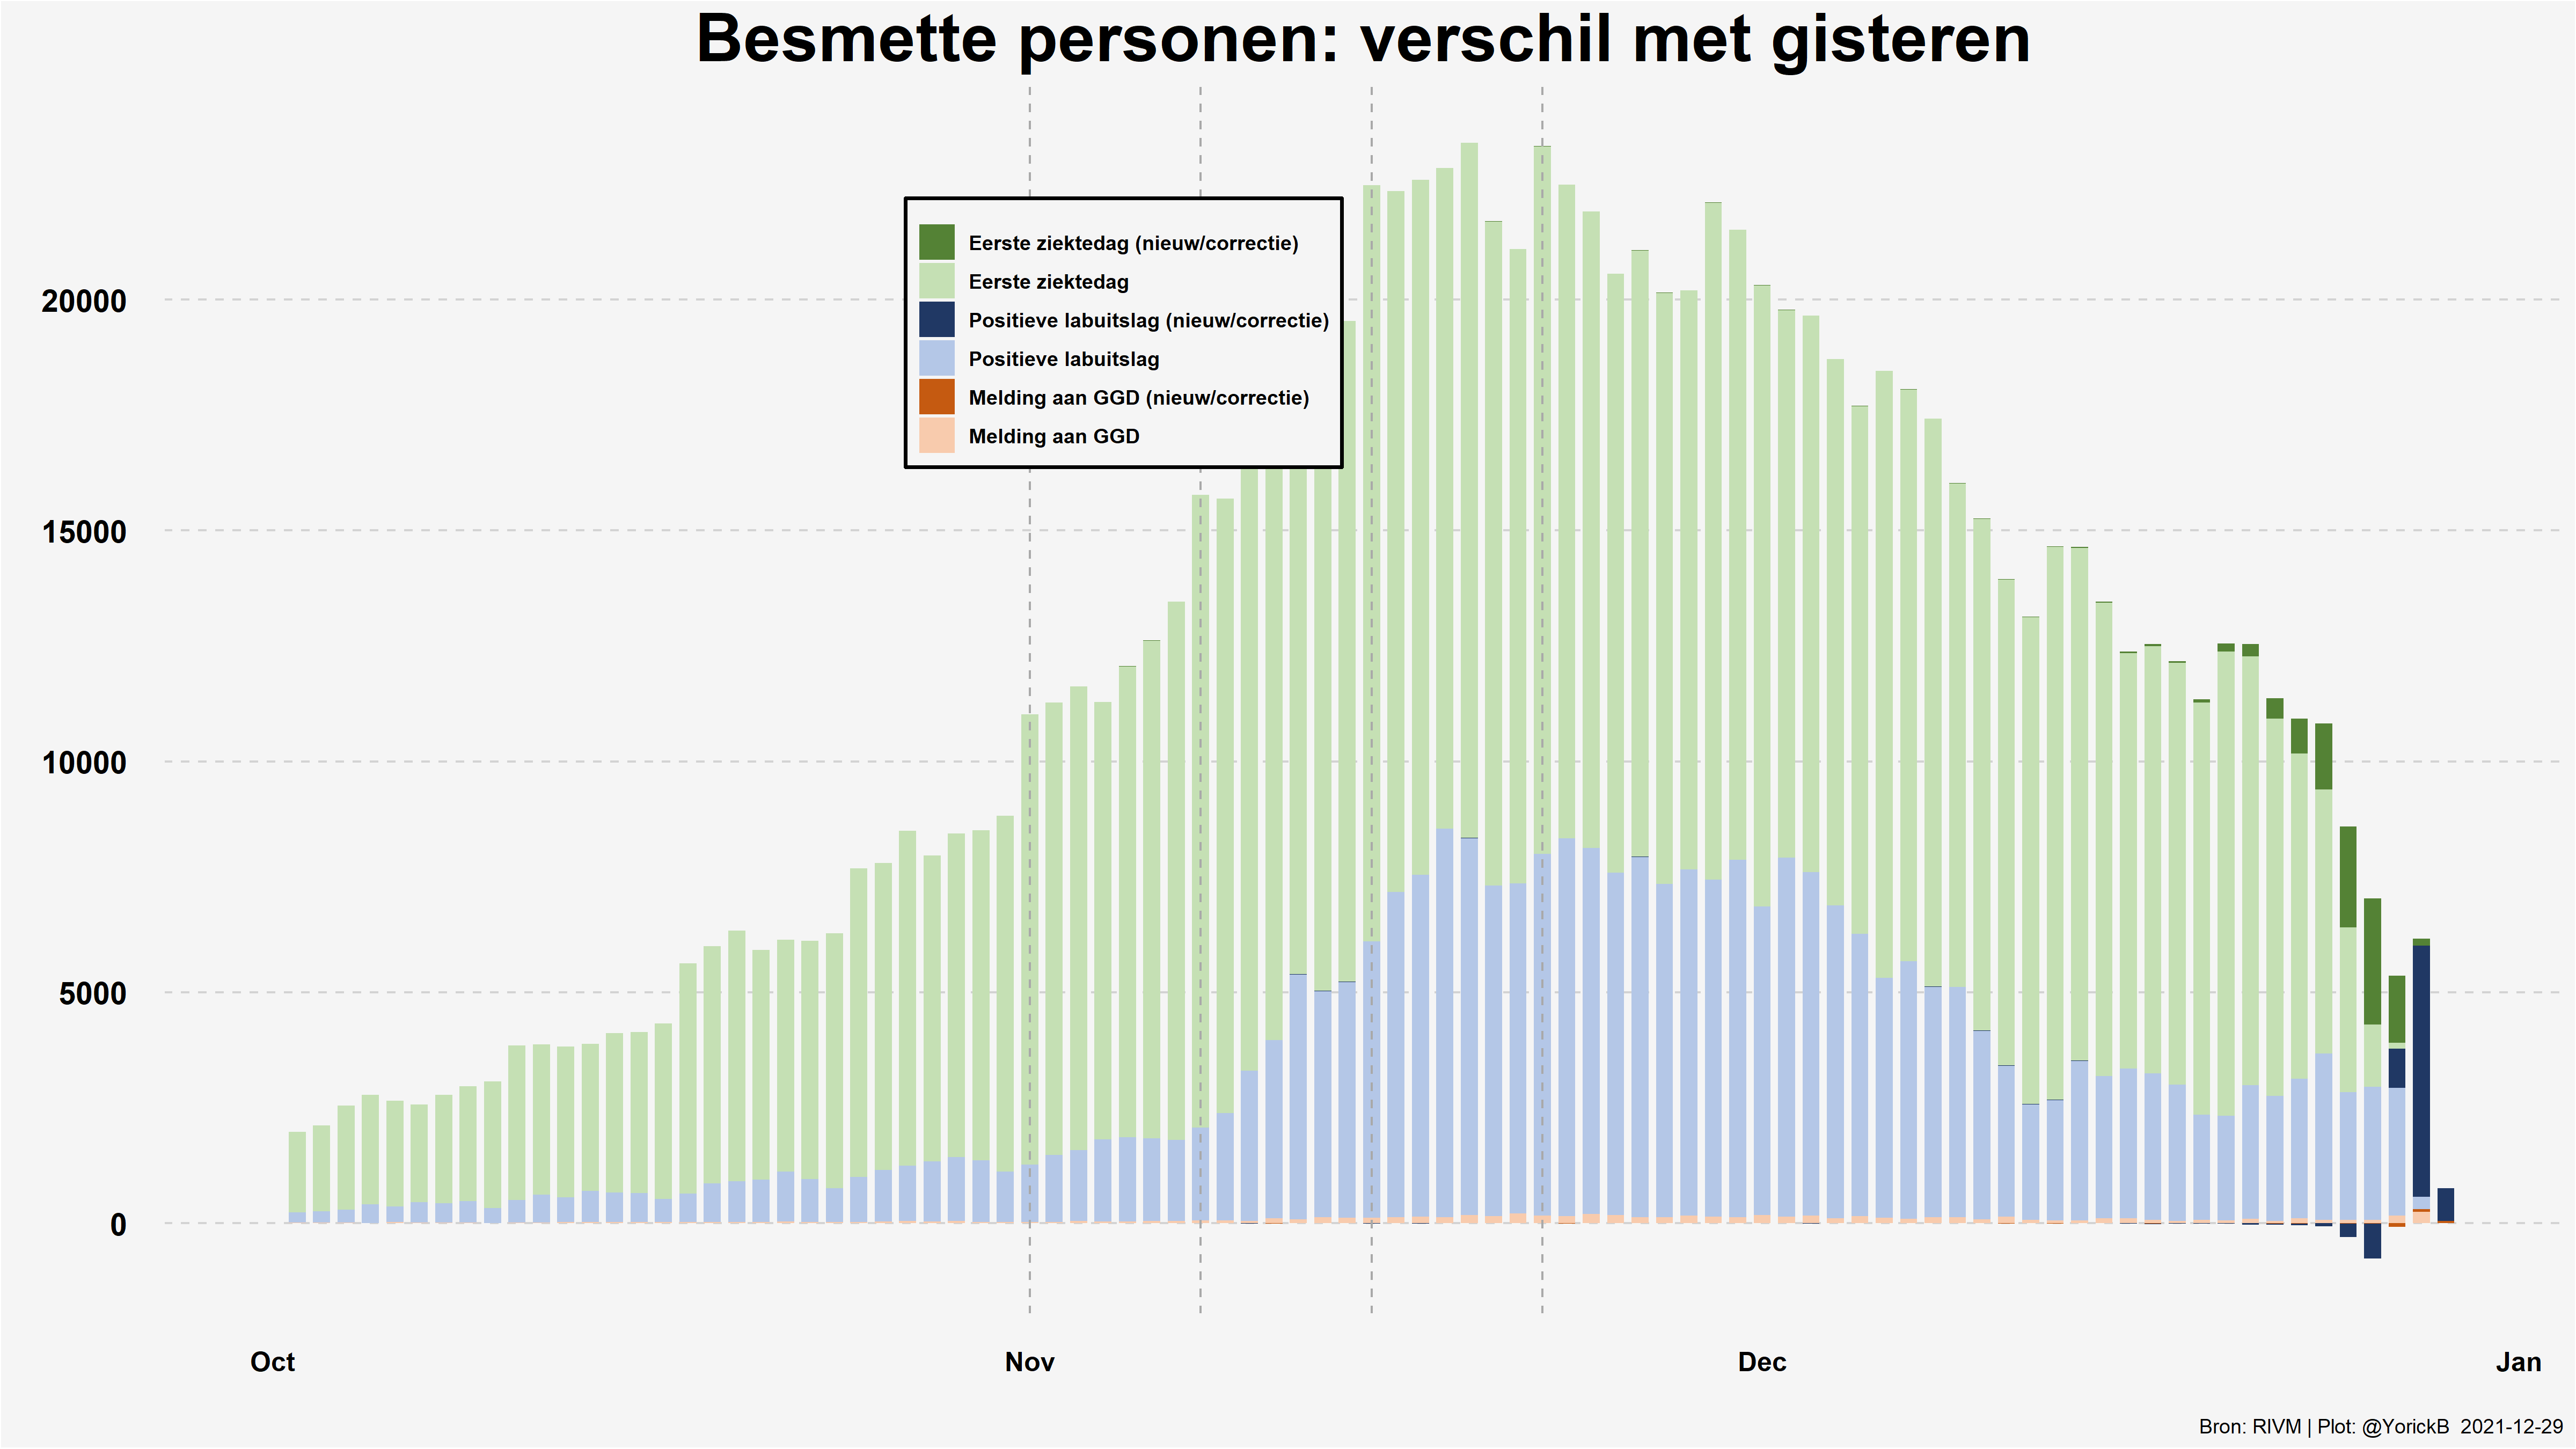 Besmette personen: verschil met gisteren
Eerste ziektedag (nieuw/correctie)
Eerste ziektedag
Positieve labuitslag (nieuw/correctie)
Positieve labuitslag
Melding aan GGD (nieuw/correctie)
Melding aan GGD
20000
15000
10000
5000
0
Oct
Nov
Dec
Jan
Bron: RIVM | Plot: @YorickB 2021-12-29